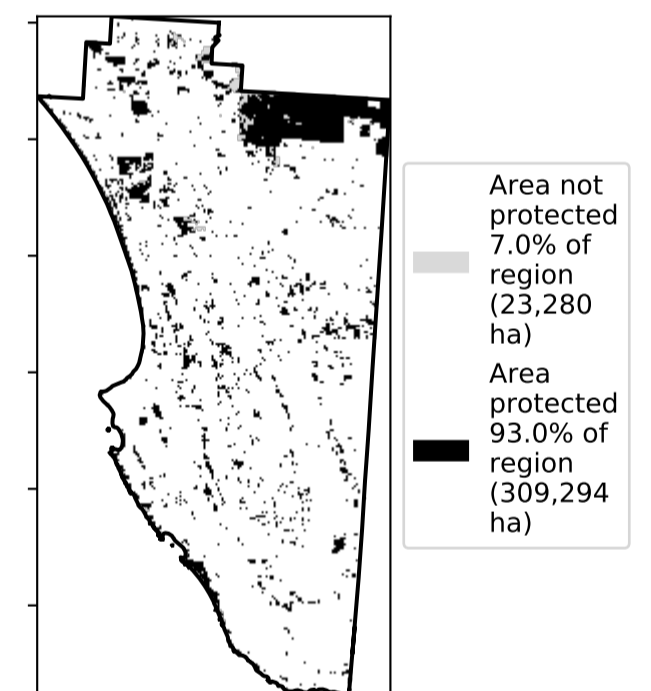 Area not
protected
7.0% of
region
(23,280
ha)
Area
protected
93.0% of
region
(309,294
ha)